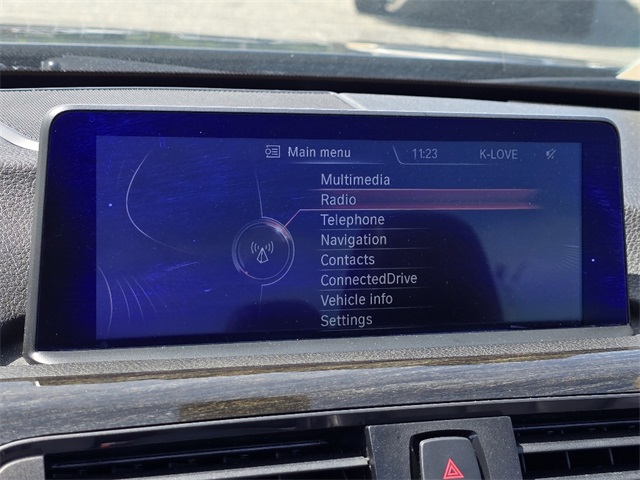 Main menu 11:23 K-LOVE
Multimedia
Radio
Telephone
Navigation
Contacts
ConnectedDrive
Vehicle info
Settings